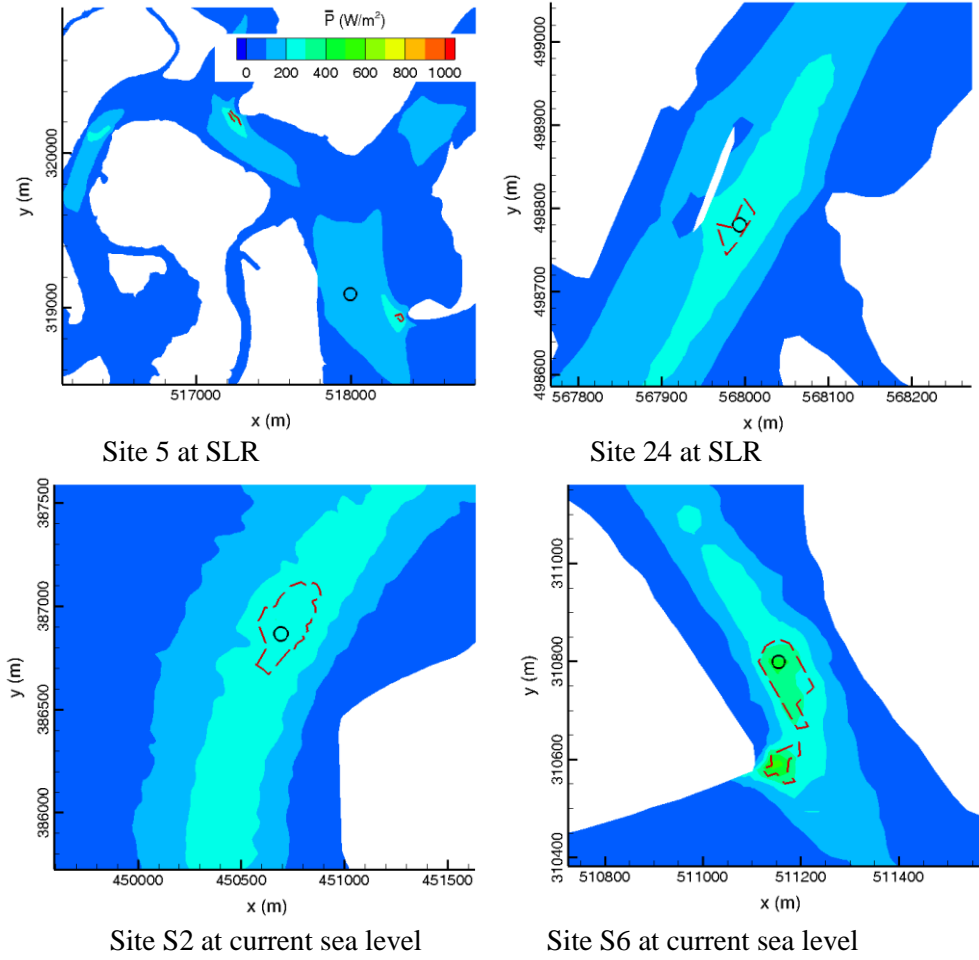 P̅ (W/m²)
0 200 400 600 800 1000
y (m)
320000
319000
517000 518000
x (m)
Site 5 at SLR
y (m)
499000
498900
498800
498700
498600
567800 567900 568000 568100 568200
x (m)
Site 24 at SLR
y (m)
387500
387000
386500
386000
450000 450500 451000 451500
x (m)
Site S2 at current sea level
y (m)
311000
310800
310600
310400
510800 511000 511200 511400
x (m)
Site S6 at current sea level